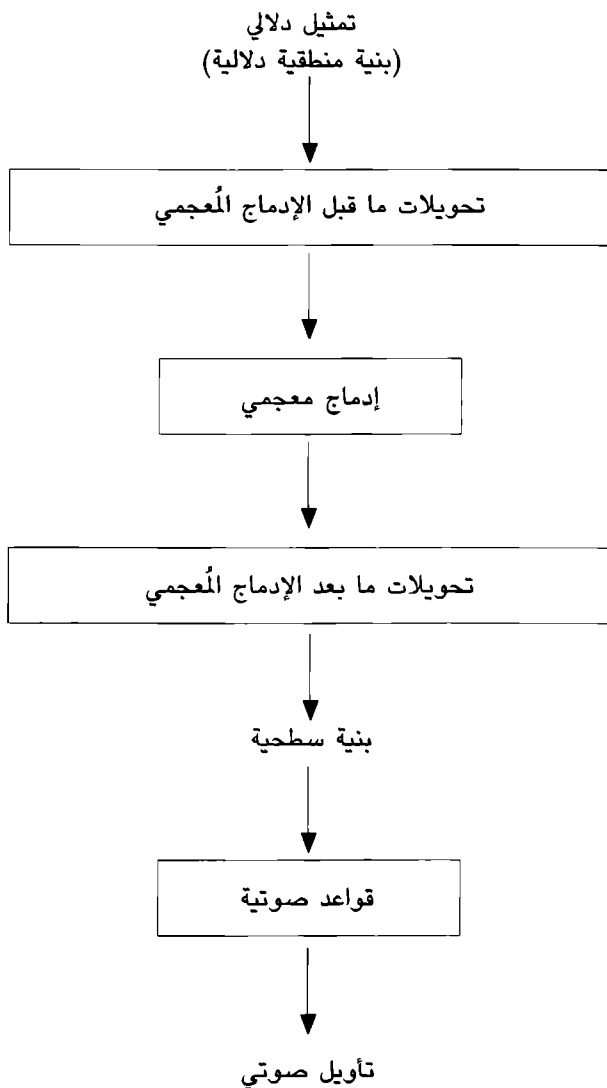 تمثيل دلالي
(بنية منطقية دلالية)
تحويلات ما قبل الإدماج المُعجمي
إدماج معجمي
تحويلات ما بعد الإدماج المُعجمي
بنية سطحية
قواعد صوتية
تأويل صوتي